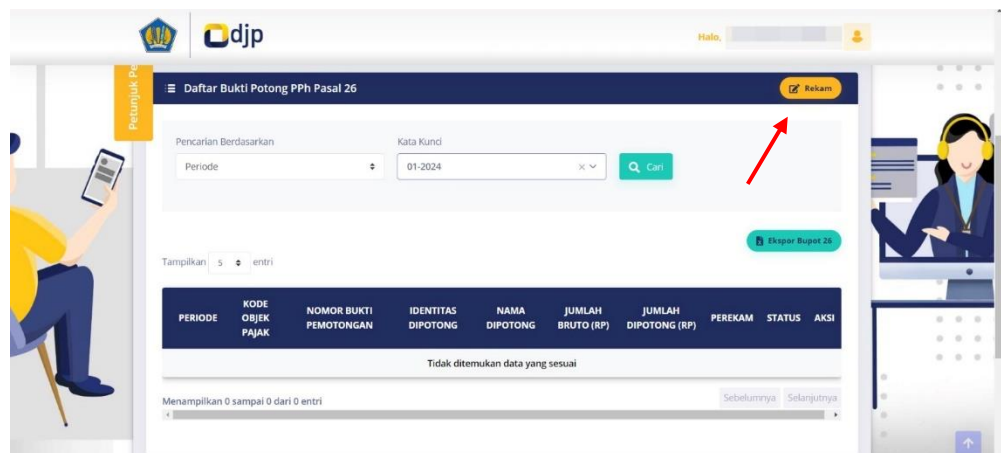 djp
Halo,
Petunjuk Pe
Daftar Bukti Potong PPh Pasal 26
Rekam
Pencarian Berdasarkan
Kata Kunci
Periode
01-2024
Cari
Ekspor Bupot 26
Tampilkan 5 entri
PERIODE
KODE
OBJEK
PAJAK
NOMOR BUKTI
PEMOTONGAN
IDENTITAS
DIPOTONG
NAMA
DIPOTONG
JUMLAH
BRUTO (RP)
JUMLAH
DIPOTONG (RP)
PEREKAM
STATUS
AKSI
Tidak ditemukan data yang sesuai
Menampilkan 0 sampai 0 dari 0 entri
Sebelumnya
Selanjutnya